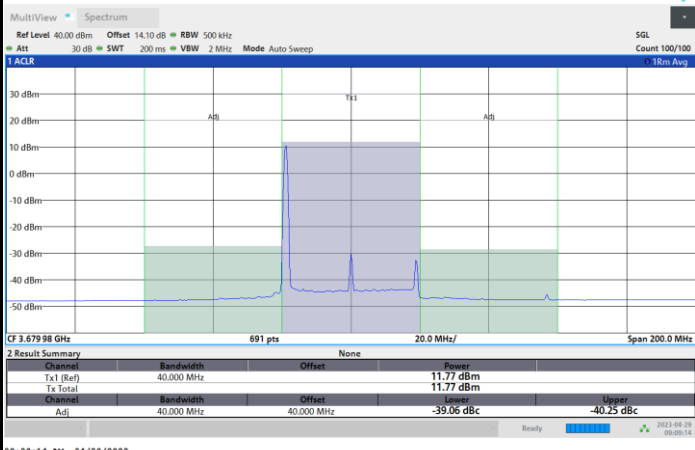 MultiView Spectrum
Ref Level 40.00 dBm Offset 14.10 dB RBW 500 kHz SGL
Att 30 dB SWT 200 ms VBW 2 MHz Mode Auto Sweep Count 100/100
1 ACLR 1Rm Avg
30 dBm
Tx1
20 dBm
Adj Adj
10 dBm
0 dBm
-10 dBm
-20 dBm
-30 dBm
-40 dBm
-50 dBm
CF 3.679 98 GHz 691 pts 20.0 MHz/ Span 200.0 MHz
2 Result Summary None
Channel Bandwidth Offset Power
Tx1 (Ref) 40.000 MHz 11.77 dBm
Tx Total 11.77 dBm
Channel Bandwidth Offset Lower Upper
Adj 40.000 MHz 40.000 MHz -39.06 dBc -40.25 dBc
Ready 2023-04-29
09:09:14